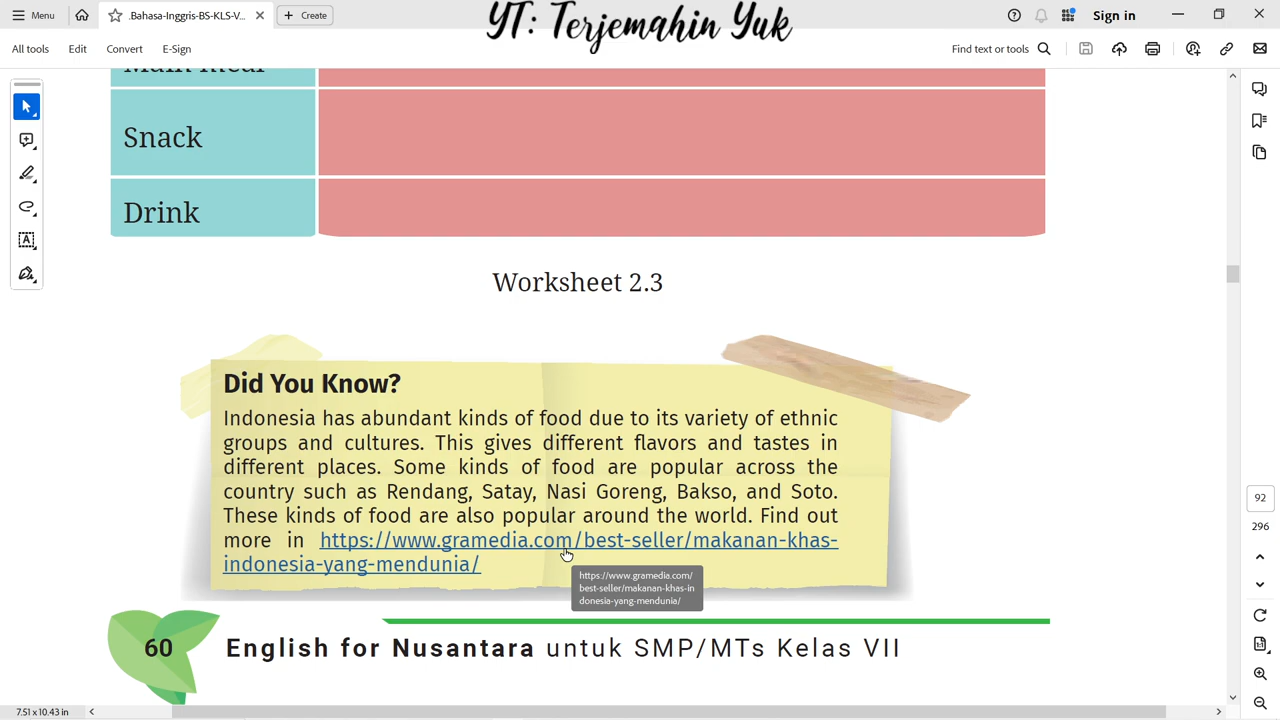 Menu
.Bahasa-Inggris-BS-KLS-V...
Create
YT: Terjemahin Yuk
Sign in
All tools
Edit
Convert
E-Sign
Find text or tools
Main meal
Snack
Drink
Worksheet 2.3
Did You Know?
Indonesia has abundant kinds of food due to its variety of ethnic
groups and cultures. This gives different flavors and tastes in
different places. Some kinds of food are popular across the
country such as Rendang, Satay, Nasi Goreng, Bakso, and Soto.
These kinds of food are also popular around the world. Find out
more in https://www.gramedia.com/best-seller/makanan-khas-
indonesia-yang-mendunia/
https://www.gramedia.com/
best-seller/makanan-khas-in
donesia-yang-mendunia/
60 English for Nusantara untuk SMP/MTs Kelas VII
92
296
7.51 x 10.43 in